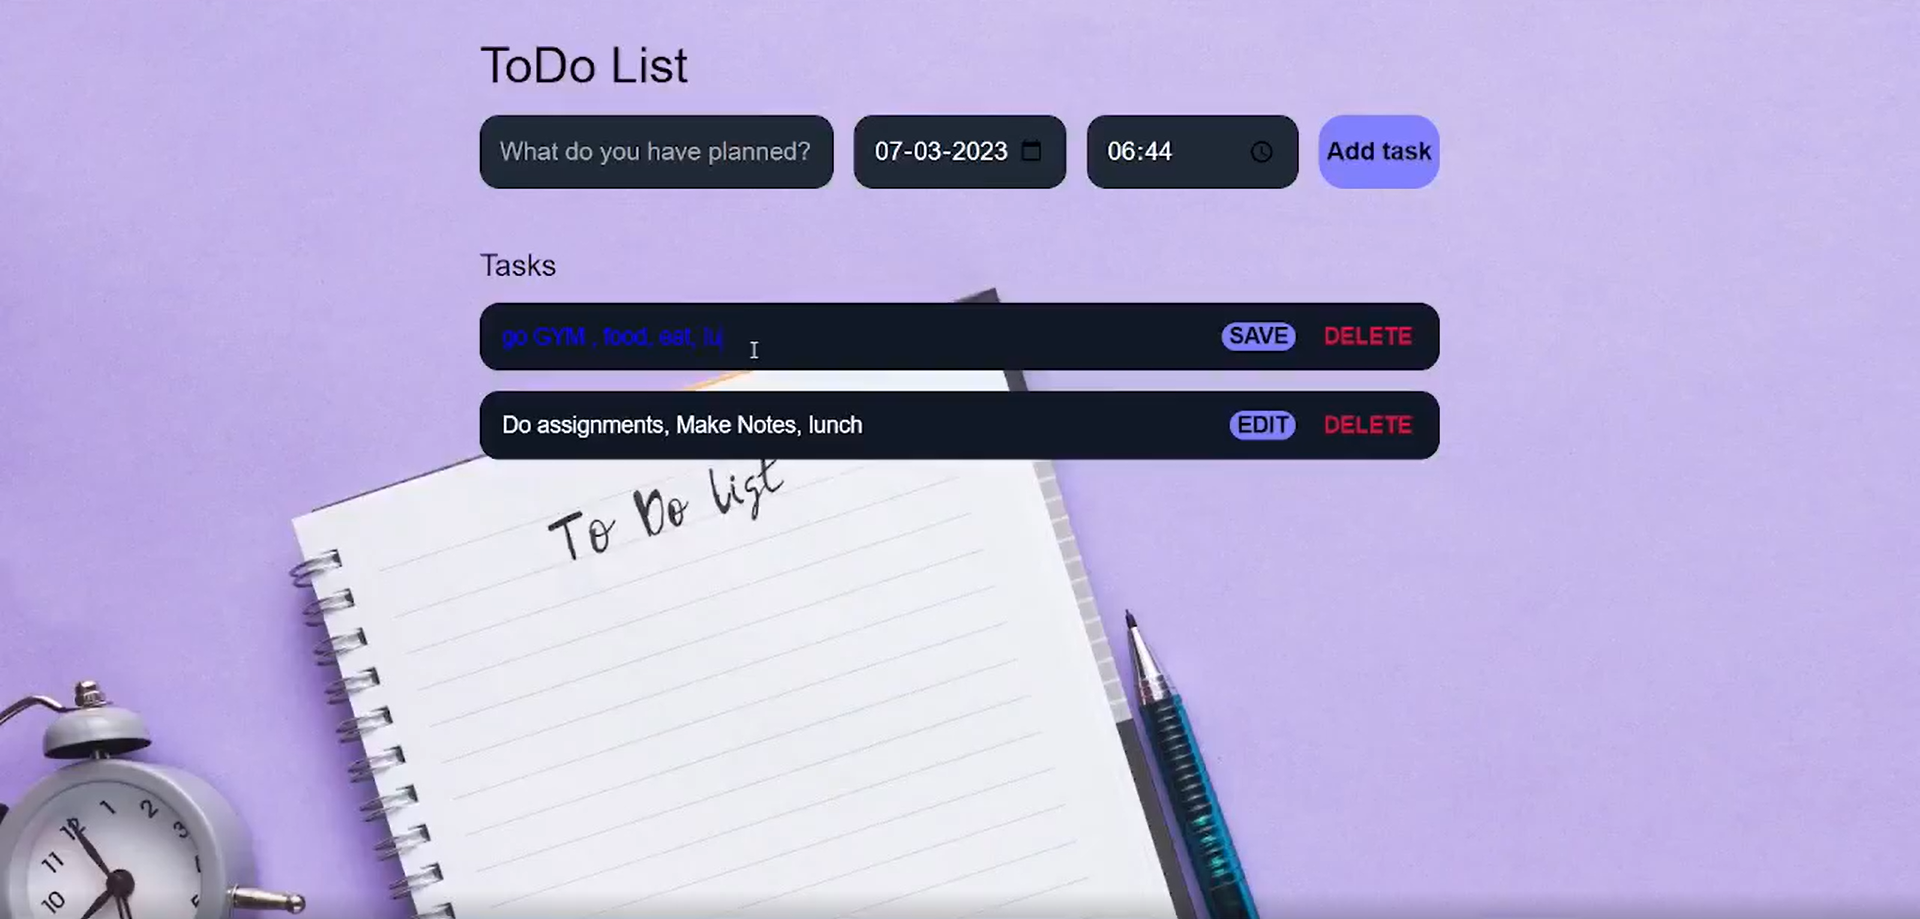 ToDo List
What do you have planned? 07-03-2023 06:44 Add task
Tasks
go GYM , food, eat, lu SAVE DELETE
Do assignments, Make Notes, lunch EDIT DELETE
To Do list
12 1 2 3
11
10